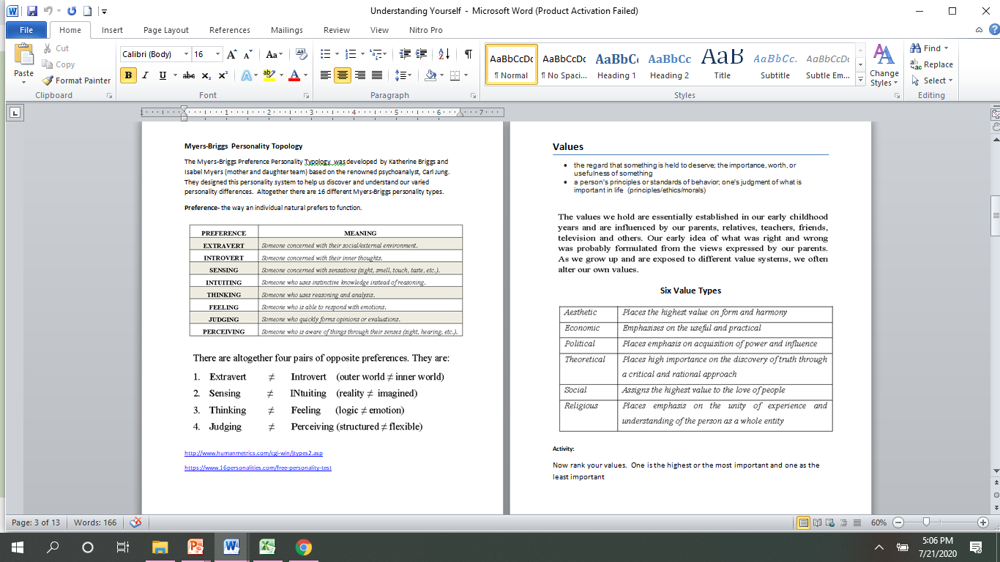 Understanding Yourself - Microsoft Word (Product Activation Failed)
File Home Insert Page Layout References Mailings Review View Nitro Pro
Paste
Cut
Copy
Format Painter
Clipboard
Calibri (Body) 16
Font
Paragraph
AaBbCcDc AaBbCcDc AaBbC( AaBbCc AaB AaBbCc. AaBbCcDc
¶ Normal ¶ No Spaci... Heading 1 Heading 2 Title Subtitle Subtle Em...
Change Styles
Styles
Find
Replace
Select
Editing
1 1 2 3 4 5 6 7
Myers-Briggs Personality Topology
The Myers-Briggs Preference Personality Typology was developed by Katherine Briggs and
Isabel Myers (mother and daughter team) based on the renowned psychoanalyst, Carl Jung.
They designed this personality system to help us discover and understand our varied
personality differences. Altogether there are 16 different Myers-Briggs personality types.
Preference- the way an individual natural prefers to function.
PREFERENCE MEANING
EXTRAVERT Someone concerned with their social/external environment.
INTROVERT Someone concerned with their inner thoughts.
SENSING Someone concerned with sensations (sight, smell, touch, taste, etc.).
INTUITING Someone who uses instinctive knowledge instead of reasoning.
THINKING Someone who uses reasoning and analysis.
FEELING Someone who is able to respond with emotions.
JUDGING Someone who quickly forms opinions or evaluations.
PERCEIVING Someone who is aware of things through their senses (sight, hearing, etc.).
There are altogether four pairs of opposite preferences. They are:
1. Extravert ≠ Introvert (outer world ≠ inner world)
2. Sensing ≠ INtuiting (reality ≠ imagined)
3. Thinking ≠ Feeling (logic ≠ emotion)
4. Judging ≠ Perceiving (structured ≠ flexible)
http://www.humanmetrics.com/cgi-win/jtypes2.asp
https://www.16personalities.com/free-personality-test
Values
• the regard that something is held to deserve; the importance, worth, or
usefulness of something
• a person's principles or standards of behavior; one's judgment of what is
important in life (principles/ethics/morals)
The values we hold are essentially established in our early childhood
years and are influenced by our parents, relatives, teachers, friends,
television and others. Our early idea of what was right and wrong
was probably formulated from the views expressed by our parents.
As we grow up and are exposed to different value systems, we often
alter our own values.
Six Value Types
Aesthetic Places the highest value on form and harmony
Economic Emphasises on the useful and practical
Political Places emphasis on acquisition of power and influence
Theoretical Places high importance on the discovery of truth through
a critical and rational approach
Social Assigns the highest value to the love of people
Religious Places emphasis on the unity of experience and
understanding of the person as a whole entity
Activity:
Now rank your values. One is the highest or the most important and one as the
least important
Page: 3 of 13 Words: 166 60%
5:06 PM
7/21/2020